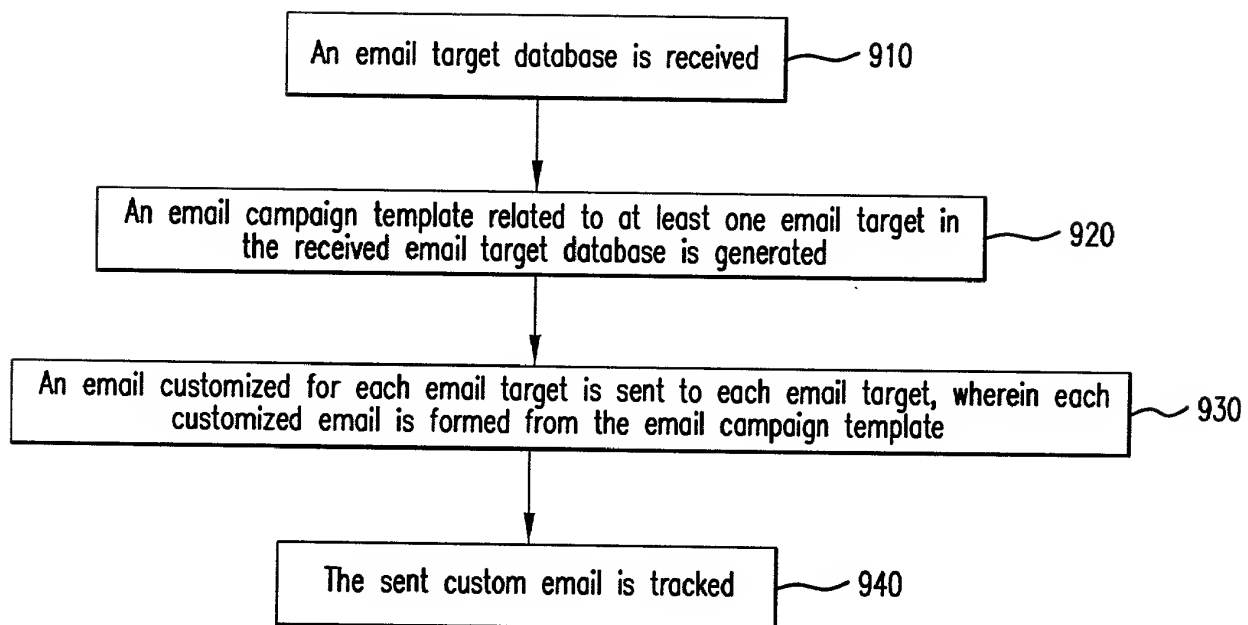 An email target database is received
910
An email campaign template related to at least one email target in
the received email target database is generated
920
An email customized for each email target is sent to each email target, wherein each
customized email is formed from the email campaign template
930
The sent custom email is tracked
940